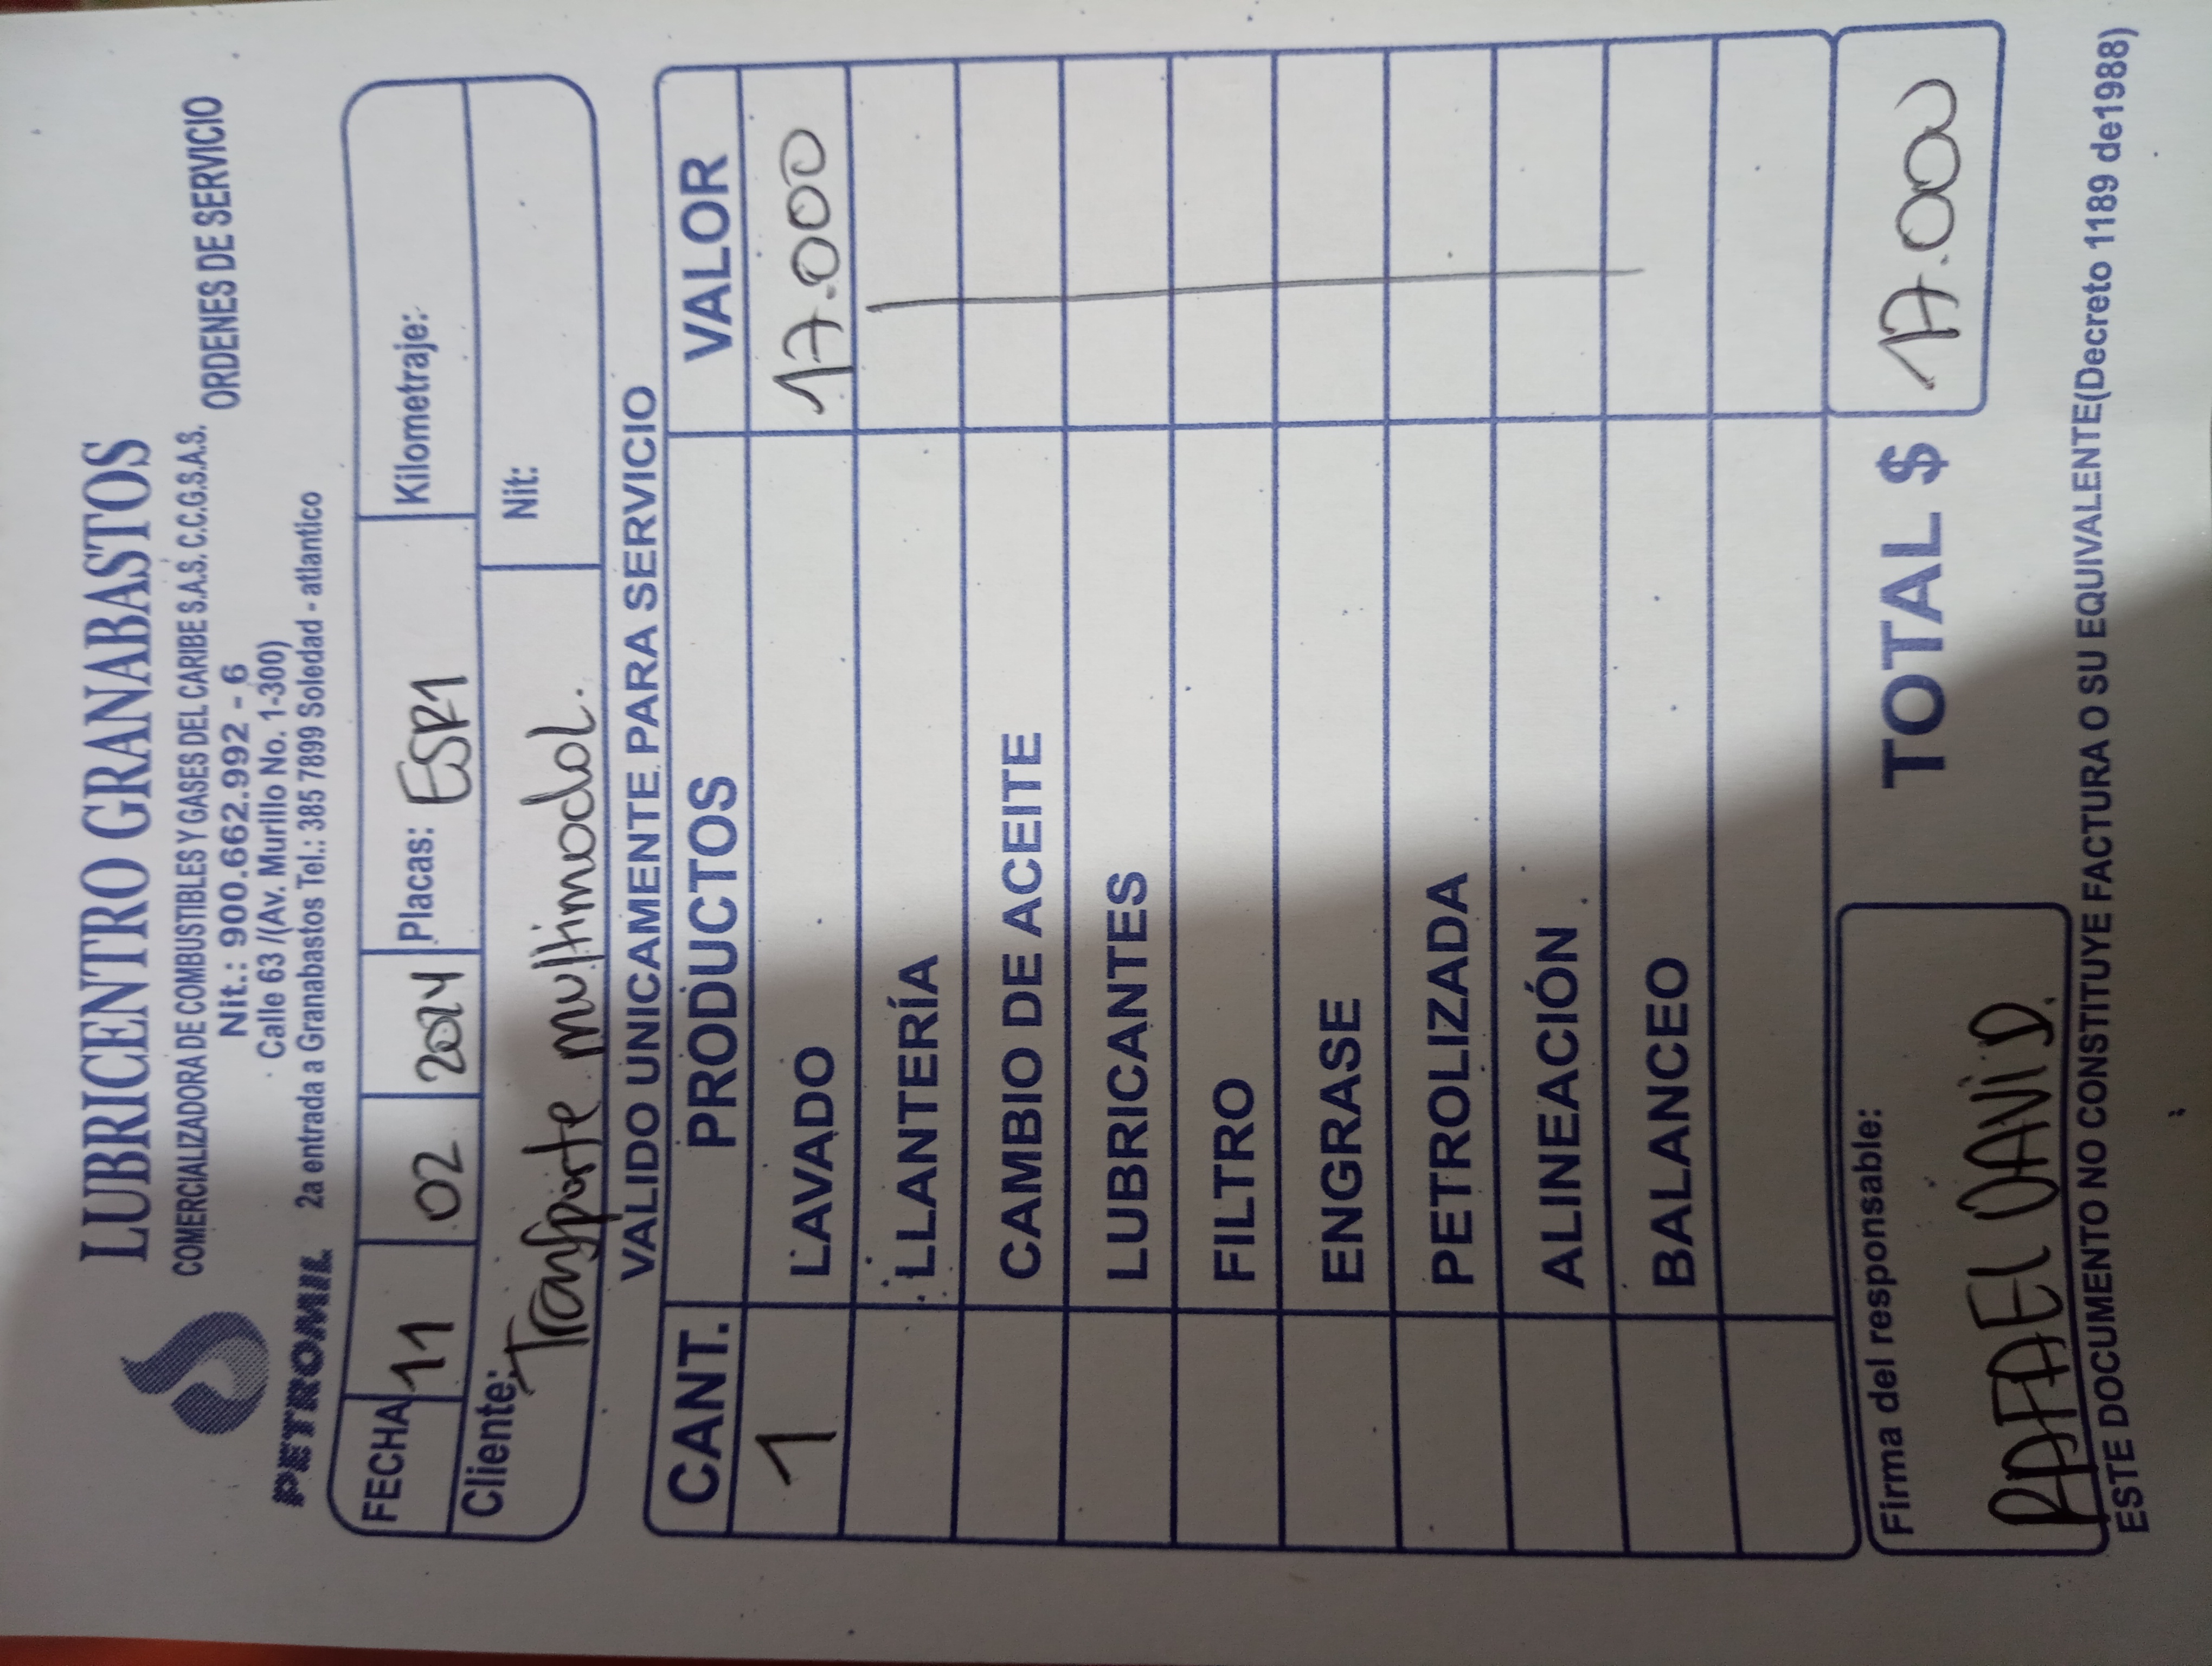 LUBRICENTRO GRANABASTOS
COMERCIALIZADORA DE COMBUSTIBLES Y GASES DEL CARIBE S.A.S. C.C.G.S.A.S.
Nit.: 900.662.992 - 6
ORDENES DE SERVICIO
Calle 63 /(Av. Murillo No. 1-300)
PETROMIL 2a entrada a Granabastos Tel.: 385 7899 Soledad - atlantico
FECHA 11 02 2024 Placas: ESR1 Kilometraje:
Cliente: Transporte multimodal. Nit:
VALIDO UNICAMENTE PARA SERVICIO
CANT. PRODUCTOS VALOR
1 LAVADO 17.000
LLANTERÍA
CAMBIO DE ACEITE
LUBRICANTES
FILTRO
ENGRASE
PETROLIZADA
ALINEACIÓN
BALANCEO
Firma del responsable:
RAFAEL DAVID. TOTAL $ 17.000
ESTE DOCUMENTO NO CONSTITUYE FACTURA O SU EQUIVALENTE(Decreto 1189 de1988)